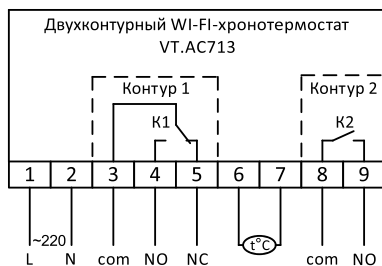 Двухконтурный WI-FI-хронотермостат
VT.AC713
Контур 1
Контур 2
К1
К2
1 2 3 4 5 6 7 8 9
~220
t°C
L N com NO NC com NO